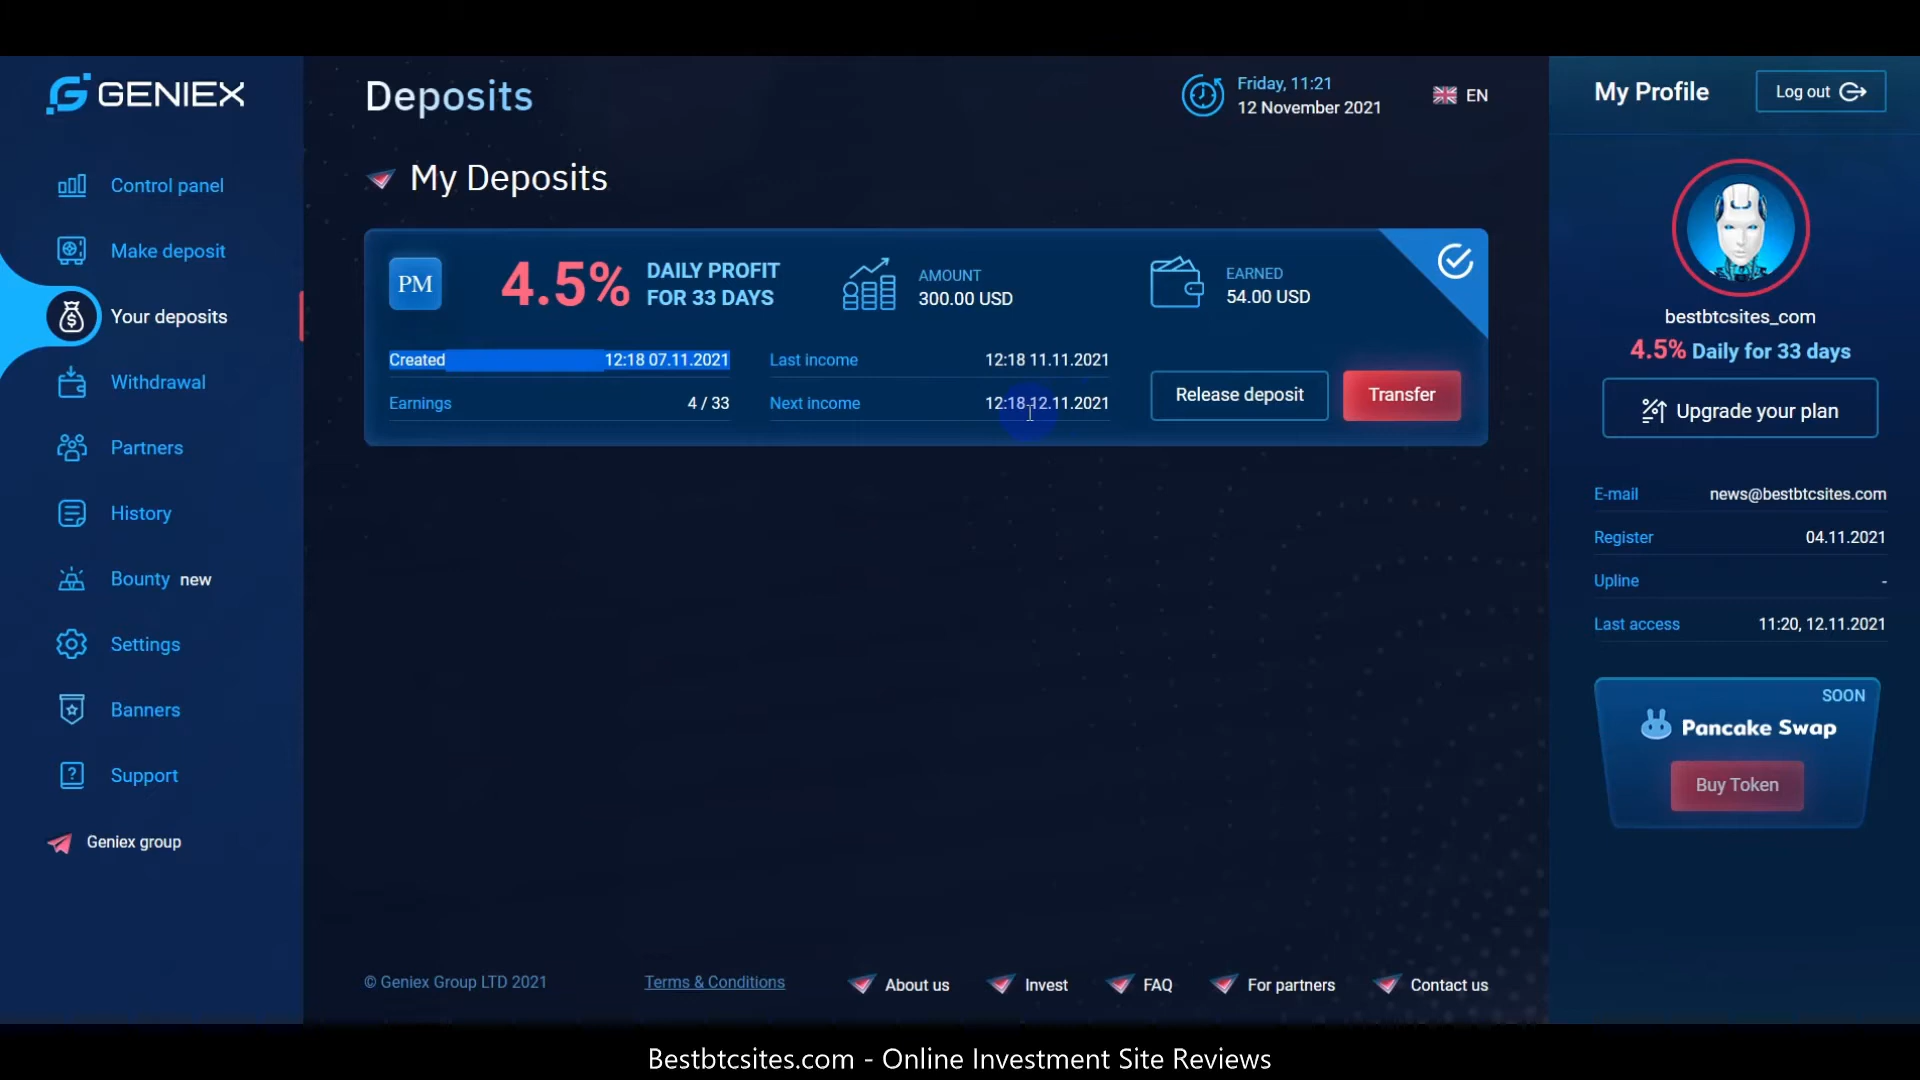 GENIEX
Deposits
Friday, 11:21
12 November 2021
EN
My Profile
Log out
Control panel
Make deposit
Your deposits
Withdrawal
Partners
History
Bounty new
Settings
Banners
Support
Geniex group
My Deposits
PM
4.5%
DAILY PROFIT
FOR 33 DAYS
AMOUNT
300.00 USD
EARNED
54.00 USD
Created 12:18 07.11.2021
Last income 12:18 11.11.2021
Earnings 4 / 33
Next income 12:18 12.11.2021
Release deposit
Transfer
bestbtcsites_com
4.5% Daily for 33 days
Upgrade your plan
E-mail news@bestbtcsites.com
Register 04.11.2021
Upline -
Last access 11:20, 12.11.2021
SOON
Pancake Swap
Buy Token
© Geniex Group LTD 2021
Terms & Conditions
About us
Invest
FAQ
For partners
Contact us
Bestbtcsites.com - Online Investment Site Reviews